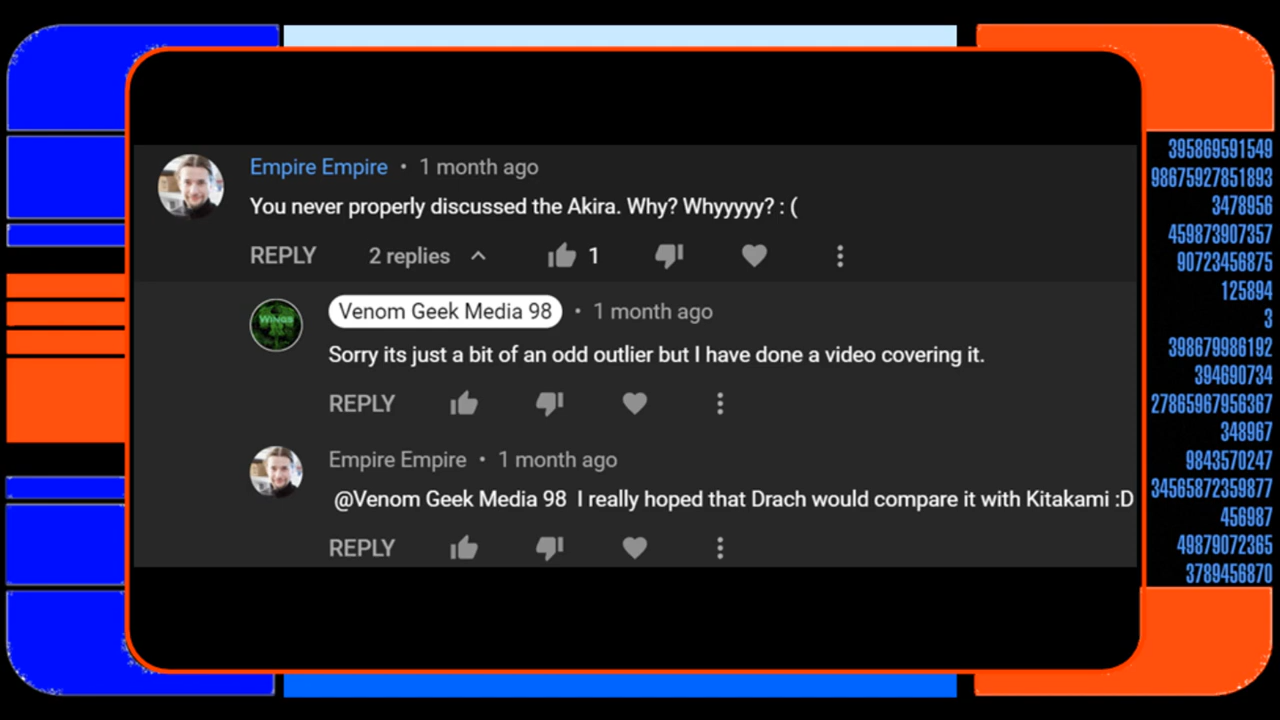 Empire Empire • 1 month ago
You never properly discussed the Akira. Why? Whyyyyy? : (
REPLY 2 replies 1
WINGS
Venom Geek Media 98 • 1 month ago
Sorry its just a bit of an odd outlier but I have done a video covering it.
REPLY
Empire Empire • 1 month ago
@Venom Geek Media 98 I really hoped that Drach would compare it with Kitakami :D
REPLY
395869591549
98675927851893
3478956
459873907357
90723456875
125894
3
398679986192
394690734
27865967956367
348967
9843570247
34565872359877
456987
49879072365
3789456870